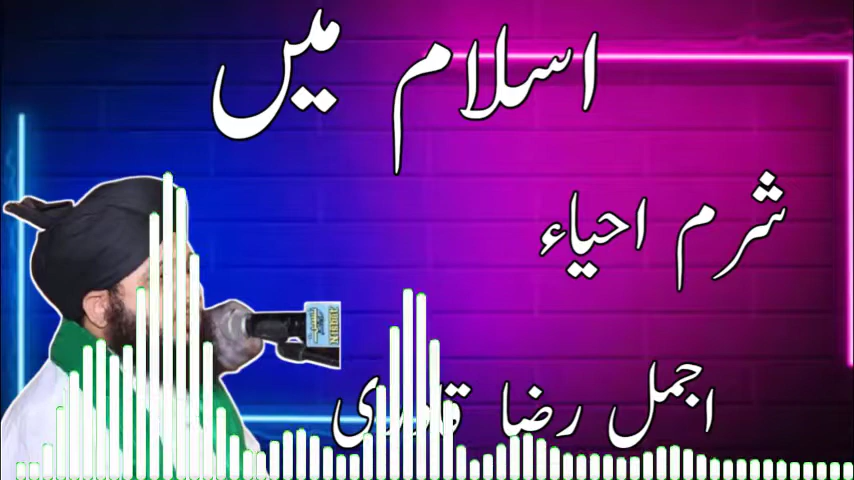 اسلام میں
شرم احیاء
اجمل رضا قادری